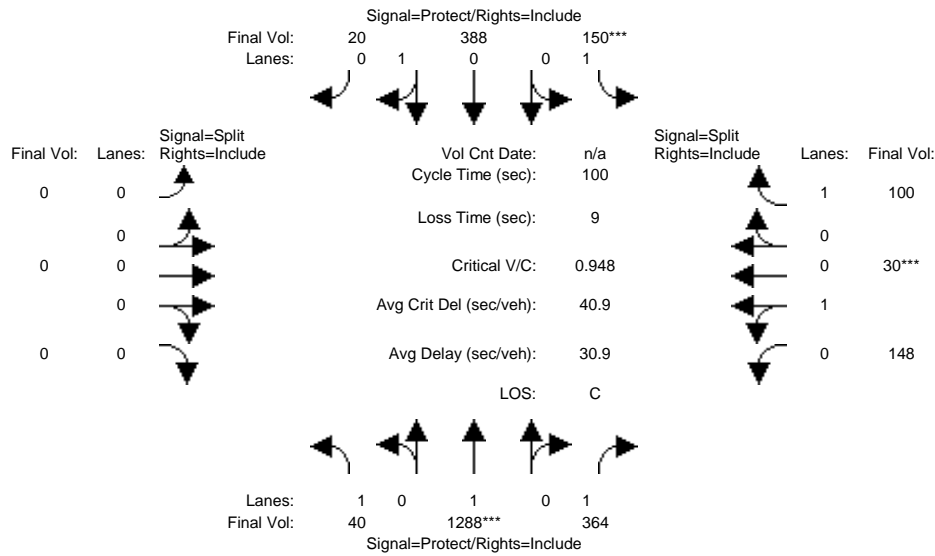 Signal=Protect/Rights=Include
Final Vol: 20 388 150***
Lanes: 0 1 0 0 1
Signal=Split
Final Vol: Lanes: Rights=Include
Vol Cnt Date: n/a
Signal=Split
Rights=Include Lanes: Final Vol:
Cycle Time (sec): 100
0 0
1 100
Loss Time (sec): 9
0
0
0 0
Critical V/C: 0.948
0 30***
0
Avg Crit Del (sec/veh): 40.9
1
0 0
Avg Delay (sec/veh): 30.9
0 148
LOS: C
Lanes: 1 0 1 0 1
Final Vol: 40 1288*** 364
Signal=Protect/Rights=Include